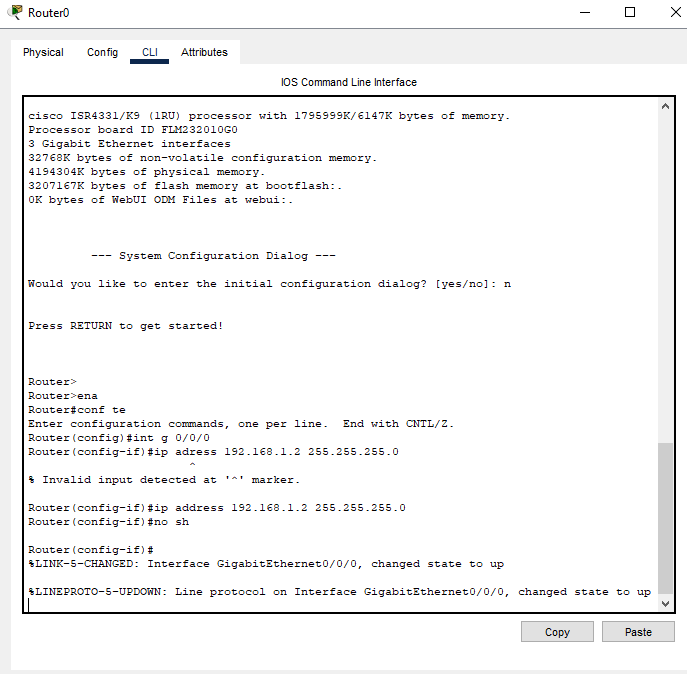 Router0
Physical Config CLI Attributes
IOS Command Line Interface
cisco ISR4331/K9 (1RU) processor with 1795999K/6147K bytes of memory.
Processor board ID FLM232010G0
3 Gigabit Ethernet interfaces
32768K bytes of non-volatile configuration memory.
4194304K bytes of physical memory.
3207167K bytes of flash memory at bootflash:.
0K bytes of WebUI ODM Files at webui:.
--- System Configuration Dialog ---
Would you like to enter the initial configuration dialog? [yes/no]: n
Press RETURN to get started!
Router>
Router>ena
Router#conf te
Enter configuration commands, one per line.  End with CNTL/Z.
Router(config)#int g 0/0/0
Router(config-if)#ip adress 192.168.1.2 255.255.255.0
^
% Invalid input detected at '^' marker.
Router(config-if)#ip address 192.168.1.2 255.255.255.0
Router(config-if)#no sh
Router(config-if)#
%LINK-5-CHANGED: Interface GigabitEthernet0/0/0, changed state to up
%LINEPROTO-5-UPDOWN: Line protocol on Interface GigabitEthernet0/0/0, changed state to up
Copy Paste